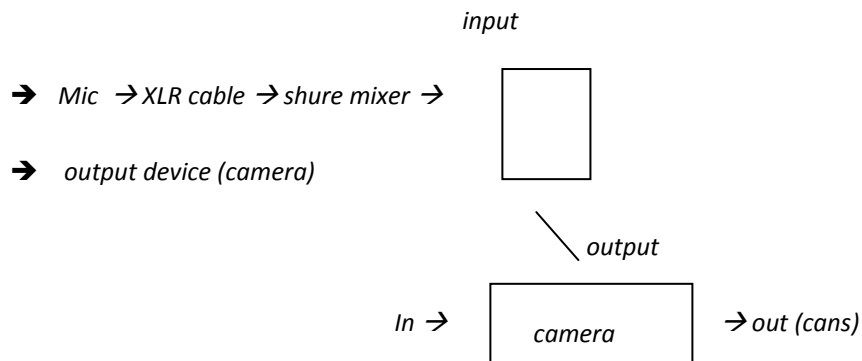 input
➔ Mic → XLR cable → shure mixer →
➔ output device (camera)
output
In → camera → out (cans)